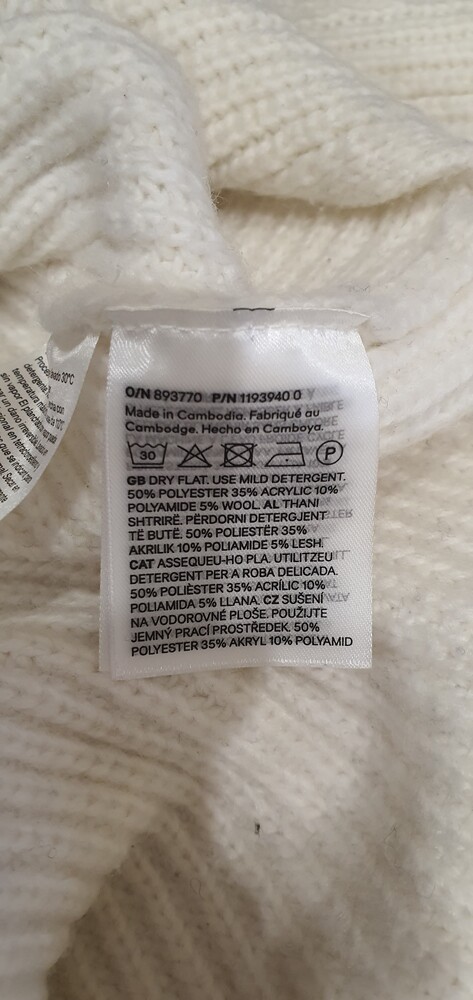 O/N 893770 P/N 1193940 0
Made in Cambodia. Fabriqué au
Cambodge. Hecho en Camboya.
30 P
GB DRY FLAT. USE MILD DETERGENT.
50% POLYESTER 35% ACRYLIC 10%
POLYAMIDE 5% WOOL. AL THANI
SHTRIRË. PËRDORNI DETERGJENT
TË BUTË. 50% POLIESTËR 35%
AKRILIK 10% POLIAMIDE 5% LESH.
CAT ASSEQUEU-HO PLA. UTILITZEU
DETERGENT PER A ROBA DELICADA.
50% POLIÈSTER 35% ACRÍLIC 10%
POLIAMIDA 5% LLANA. CZ SUŠENÍ
NA VODOROVNÉ PLOŠE. POUŽIJTE
JEMNÝ PRACÍ PROSTŘEDEK. 50%
POLYESTER 35% AKRYL 10% POLYAMID